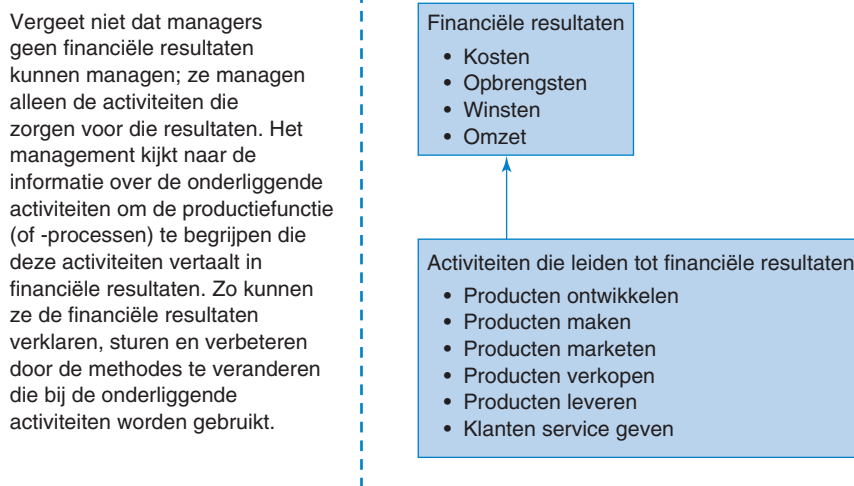 Vergeet niet dat managers
geen financiële resultaten
kunnen managen; ze managen
alleen de activiteiten die
zorgen voor die resultaten. Het
management kijkt naar de
informatie over de onderliggende
activiteiten om de productiefunctie
(of -processen) te begrijpen die
deze activiteiten vertaalt in
financiële resultaten. Zo kunnen
ze de financiële resultaten
verklaren, sturen en verbeteren
door de methodes te veranderen
die bij de onderliggende
activiteiten worden gebruikt.
Financiële resultaten
• Kosten
• Opbrengsten
• Winsten
• Omzet
Activiteiten die leiden tot financiële resultaten
• Producten ontwikkelen
• Producten maken
• Producten marketen
• Producten verkopen
• Producten leveren
• Klanten service geven